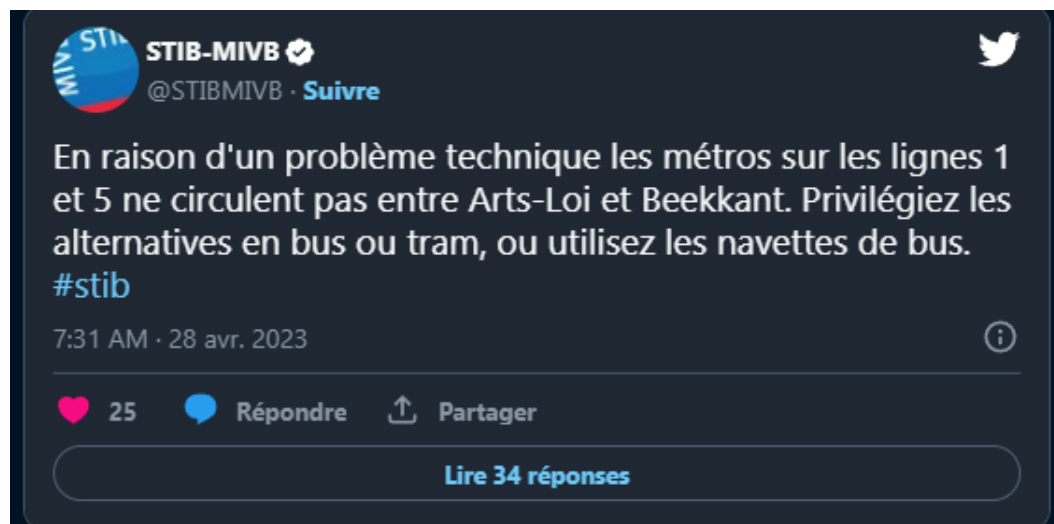 STIB
MIVB
STIB-MIVB
@STIBMIVB · Suivre
En raison d'un problème technique les métros sur les lignes 1
et 5 ne circulent pas entre Arts-Loi et Beekkant. Privilégiez les
alternatives en bus ou tram, ou utilisez les navettes de bus.
#stib
7:31 AM · 28 avr. 2023
25 Répondre Partager
Lire 34 réponses